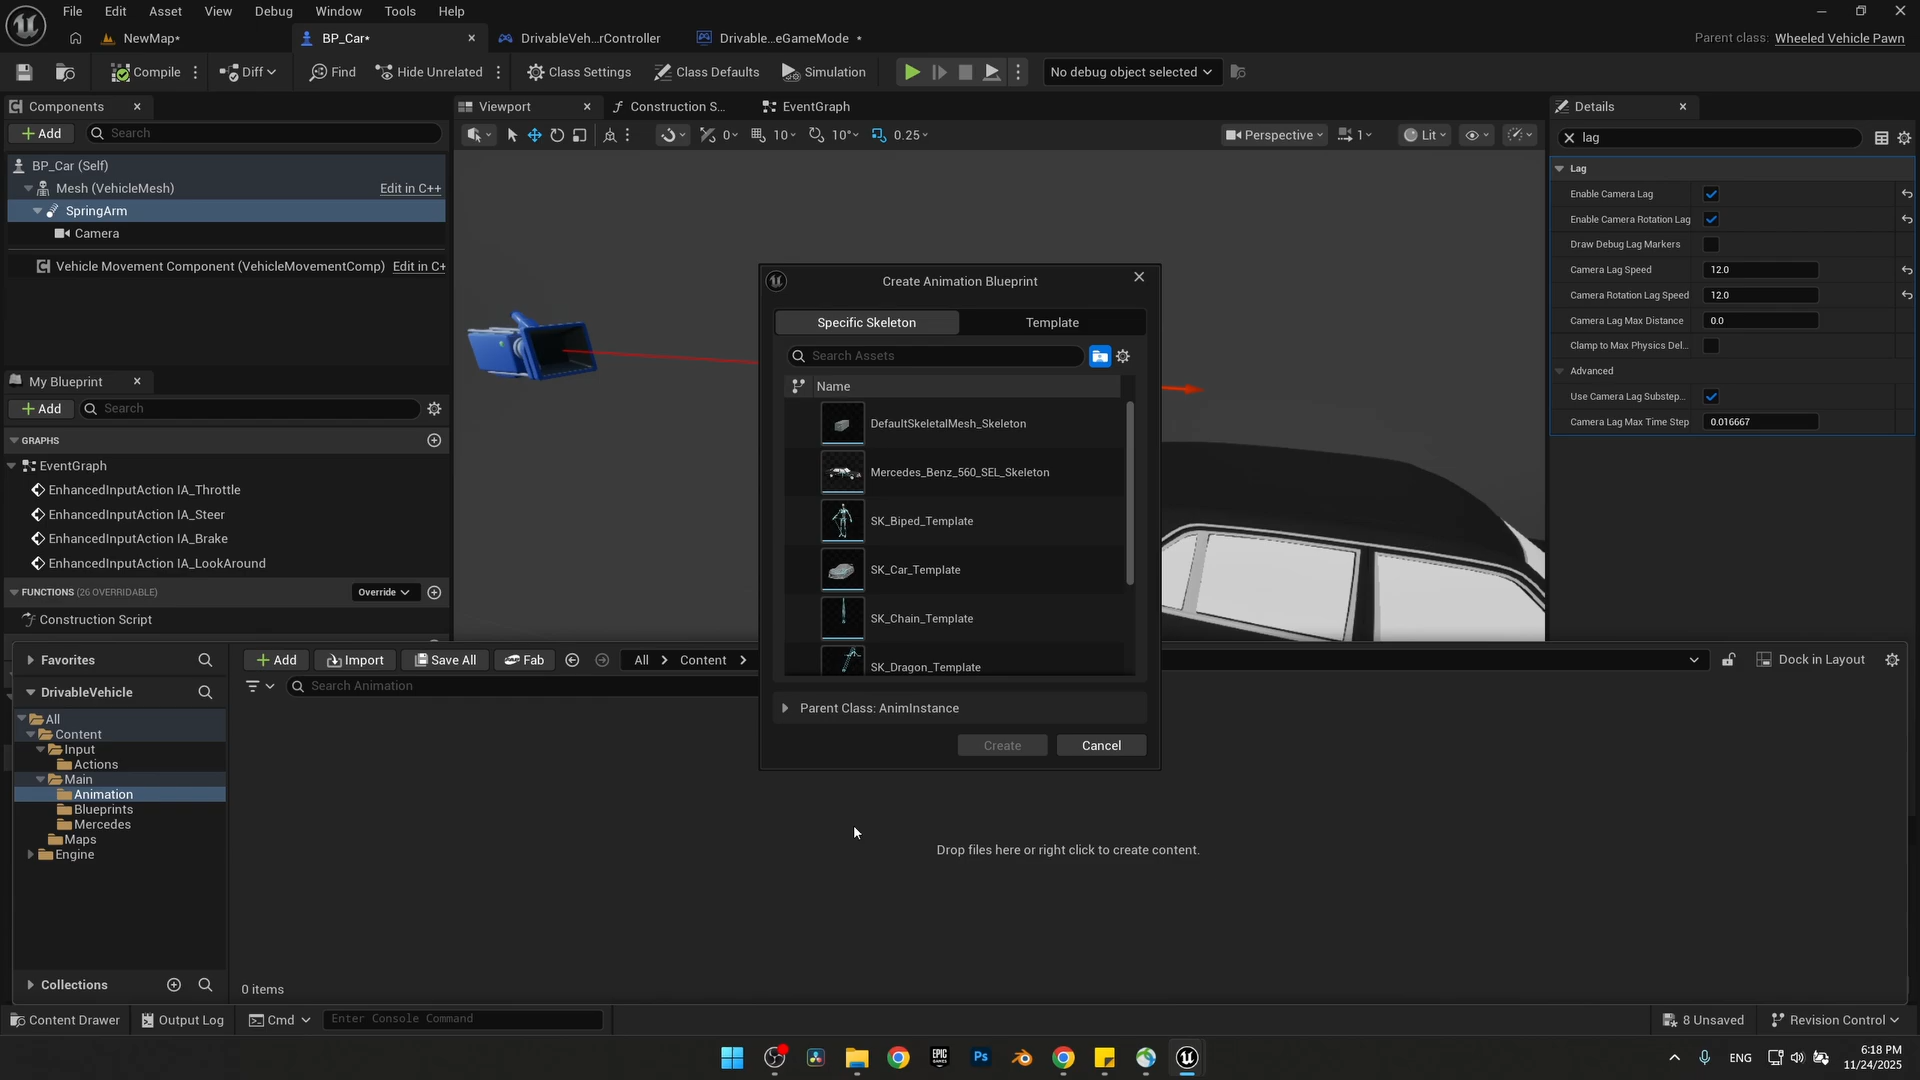 File Edit Asset View Debug Window Tools Help
NewMap* BP_Car* DrivableVeh...rController Drivable...eGameMode * Parent class: Wheeled Vehicle Pawn
Compile Diff Find Hide Unrelated Class Settings Class Defaults Simulation No debug object selected
Components Viewport Construction S... EventGraph Details
Add Search 0 10 10° 0.25 Perspective 1 Lit lag
BP_Car (Self) Lag
Mesh (VehicleMesh) Edit in C++ Enable Camera Lag
SpringArm Enable Camera Rotation Lag
Camera Draw Debug Lag Markers
Vehicle Movement Component (VehicleMovementComp) Edit in C+ Camera Lag Speed 12.0
Camera Rotation Lag Speed 12.0
Camera Lag Max Distance 0.0
Clamp to Max Physics Del...
Advanced
Use Camera Lag Substep...
Camera Lag Max Time Step 0.016667
Create Animation Blueprint
Specific Skeleton Template
Search Assets
Name
DefaultSkeletalMesh_Skeleton
Mercedes_Benz_560_SEL_Skeleton
SK_Biped_Template
SK_Car_Template
SK_Chain_Template
SK_Dragon_Template
Parent Class: AnimInstance
Create Cancel
My Blueprint
Add Search
GRAPHS
EventGraph
EnhancedInputAction IA_Throttle
EnhancedInputAction IA_Steer
EnhancedInputAction IA_Brake
EnhancedInputAction IA_LookAround
FUNCTIONS (26 OVERRIDABLE) Override
Construction Script
Favorites Add Import Save All Fab All Content Dock in Layout
DrivableVehicle Search Animation
All
Content
Input
Actions
Main
Animation
Blueprints
Mercedes
Maps
Engine
Drop files here or right click to create content.
Collections 0 items
Content Drawer Output Log Cmd Enter Console Command 8 Unsaved Revision Control
EPIC GAMES Ps ENG 6:18 PM
11/24/2025